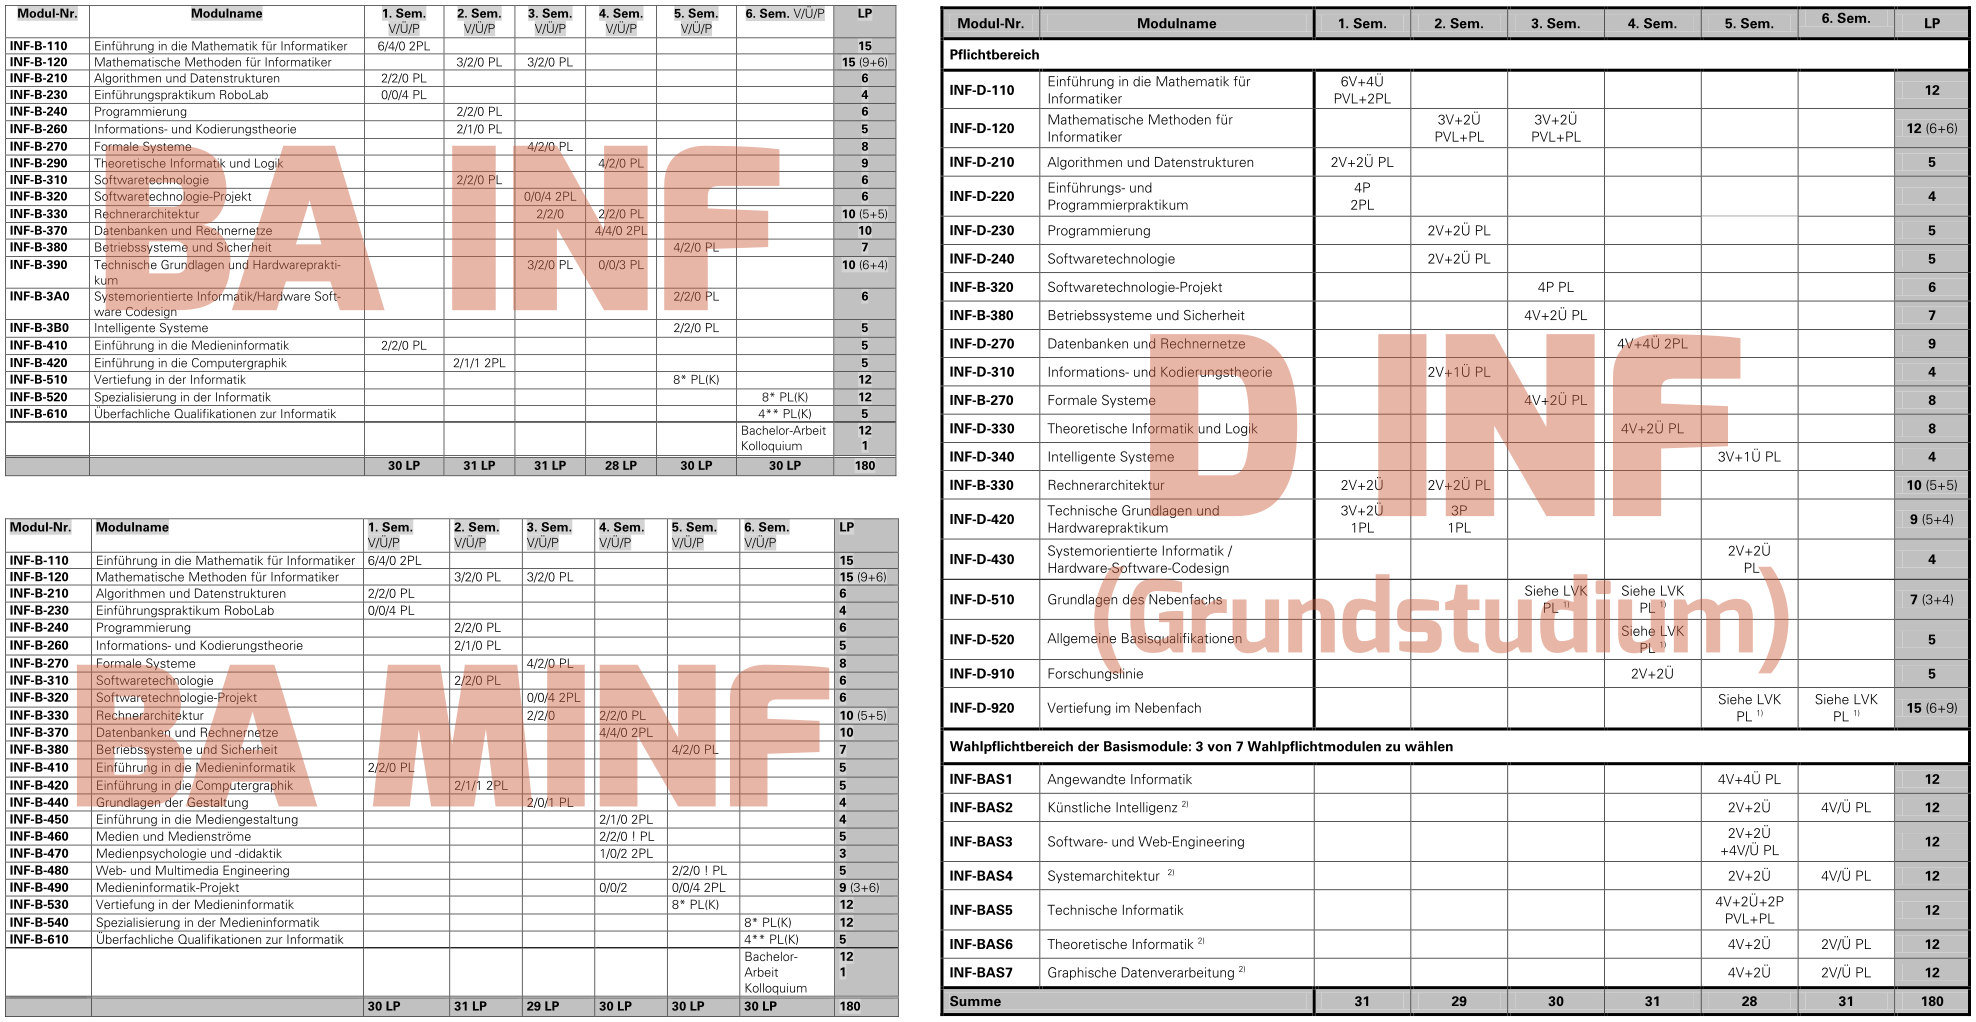 Modul-Nr. Modulname 1. Sem. 2. Sem. 3. Sem. 4. Sem. 5. Sem. 6. Sem. V/Ü/P LP
V/Ü/P V/Ü/P V/Ü/P V/Ü/P V/Ü/P
INF-B-110 Einführung in die Mathematik für Informatiker 6/4/0 2PL 15
INF-B-120 Mathematische Methoden für Informatiker 3/2/0 PL 3/2/0 PL 15 (9+6)
INF-B-210 Algorithmen und Datenstrukturen 2/2/0 PL 6
INF-B-230 Einführungspraktikum RoboLab 0/0/4 PL 4
INF-B-240 Programmierung 2/2/0 PL 6
INF-B-260 Informations- und Kodierungstheorie 2/1/0 PL 5
INF-B-270 Formale Systeme 4/2/0 PL 8
INF-B-290 Theoretische Informatik und Logik 4/2/0 PL 9
INF-B-310 Softwaretechnologie 2/2/0 PL 6
INF-B-320 Softwaretechnologie-Projekt 0/0/4 2PL 6
INF-B-330 Rechnerarchitektur 2/2/0 2/2/0 PL 10 (5+5)
INF-B-370 Datenbanken und Rechnernetze 4/4/0 2PL 10
INF-B-380 Betriebssysteme und Sicherheit 4/2/0 PL 7
INF-B-390 Technische Grundlagen und Hardwareprakti- 3/2/0 PL 0/0/3 PL 10 (6+4)
kum
INF-B-3A0 Systemorientierte Informatik/Hardware Soft- 2/2/0 PL 6
ware Codesign
INF-B-3B0 Intelligente Systeme 2/2/0 PL 5
INF-B-410 Einführung in die Medieninformatik 2/2/0 PL 5
INF-B-420 Einführung in die Computergraphik 2/1/1 2PL 5
INF-B-510 Vertiefung in der Informatik 8* PL(K) 12
INF-B-520 Spezialisierung in der Informatik 8* PL(K) 12
INF-B-610 Überfachliche Qualifikationen zur Informatik 4** PL(K) 5
Bachelor-Arbeit 12
Kolloquium 1
30 LP 31 LP 31 LP 28 LP 30 LP 30 LP 180
BA INF
Modul-Nr. Modulname 1. Sem. 2. Sem. 3. Sem. 4. Sem. 5. Sem. 6. Sem. LP
V/Ü/P V/Ü/P V/Ü/P V/Ü/P V/Ü/P V/Ü/P
INF-B-110 Einführung in die Mathematik für Informatiker 6/4/0 2PL 15
INF-B-120 Mathematische Methoden für Informatiker 3/2/0 PL 3/2/0 PL 15 (9+6)
INF-B-210 Algorithmen und Datenstrukturen 2/2/0 PL 6
INF-B-230 Einführungspraktikum RoboLab 0/0/4 PL 4
INF-B-240 Programmierung 2/2/0 PL 6
INF-B-260 Informations- und Kodierungstheorie 2/1/0 PL 5
INF-B-270 Formale Systeme 4/2/0 PL 8
INF-B-310 Softwaretechnologie 2/2/0 PL 6
INF-B-320 Softwaretechnologie-Projekt 0/0/4 2PL 6
INF-B-330 Rechnerarchitektur 2/2/0 2/2/0 PL 10 (5+5)
INF-B-370 Datenbanken und Rechnernetze 4/4/0 2PL 10
INF-B-380 Betriebssysteme und Sicherheit 4/2/0 PL 7
INF-B-410 Einführung in die Medieninformatik 2/2/0 PL 5
INF-B-420 Einführung in die Computergraphik 2/1/1 2PL 5
INF-B-440 Grundlagen der Gestaltung 2/0/1 PL 4
INF-B-450 Einführung in die Mediengestaltung 2/1/0 2PL 4
INF-B-460 Medien und Medienströme 2/2/0 ! PL 5
INF-B-470 Medienpsychologie und -didaktik 1/0/2 2PL 3
INF-B-480 Web- und Multimedia Engineering 2/2/0 ! PL 5
INF-B-490 Medieninformatik-Projekt 0/0/2 0/0/4 2PL 9 (3+6)
INF-B-530 Vertiefung in der Medieninformatik 8* PL(K) 12
INF-B-540 Spezialisierung in der Medieninformatik 8* PL(K) 12
INF-B-610 Überfachliche Qualifikationen zur Informatik 4** PL(K) 5
Bachelor- 12
Arbeit 1
Kolloquium
30 LP 31 LP 29 LP 30 LP 30 LP 30 LP 180
BA MINF
Modul-Nr. Modulname 1. Sem. 2. Sem. 3. Sem. 4. Sem. 5. Sem. 6. Sem. LP
Pflichtbereich
INF-D-110 Einführung in die Mathematik für 6V+4Ü 12
Informatiker PVL+2PL
INF-D-120 Mathematische Methoden für 3V+2Ü 3V+2Ü 12 (6+6)
Informatiker PVL+PL PVL+PL
INF-D-210 Algorithmen und Datenstrukturen 2V+2Ü PL 5
INF-D-220 Einführungs- und 4P 4
Programmierpraktikum 2PL
INF-D-230 Programmierung 2V+2Ü PL 5
INF-D-240 Softwaretechnologie 2V+2Ü PL 5
INF-B-320 Softwaretechnologie-Projekt 4P PL 6
INF-B-380 Betriebssysteme und Sicherheit 4V+2Ü PL 7
INF-D-270 Datenbanken und Rechnernetze 4V+4Ü 2PL 9
INF-D-310 Informations- und Kodierungstheorie 2V+1Ü PL 4
INF-B-270 Formale Systeme 4V+2Ü PL 8
INF-D-330 Theoretische Informatik und Logik 4V+2Ü PL 8
INF-D-340 Intelligente Systeme 3V+1Ü PL 4
INF-B-330 Rechnerarchitektur 2V+2Ü 2V+2Ü PL 10 (5+5)
INF-D-420 Technische Grundlagen und 3V+2Ü 3P 9 (5+4)
Hardwarepraktikum 1PL 1PL
INF-D-430 Systemorientierte Informatik / 2V+2Ü 4
Hardware-Software-Codesign PL
INF-D-510 Grundlagen des Nebenfachs Siehe LVK Siehe LVK 7 (3+4)
PL 1) PL 1)
INF-D-520 Allgemeine Basisqualifikationen Siehe LVK 5
PL 1)
INF-D-910 Forschungslinie 2V+2Ü 5
INF-D-920 Vertiefung im Nebenfach Siehe LVK Siehe LVK 15 (6+9)
PL 1) PL 1)
Wahlpflichtbereich der Basismodule: 3 von 7 Wahlpflichtmodulen zu wählen
INF-BAS1 Angewandte Informatik 4V+4Ü PL 12
INF-BAS2 Künstliche Intelligenz 2) 2V+2Ü 4V/Ü PL 12
INF-BAS3 Software- und Web-Engineering 2V+2Ü 12
+4V/Ü PL
INF-BAS4 Systemarchitektur 2) 2V+2Ü 4V/Ü PL 12
INF-BAS5 Technische Informatik 4V+2Ü+2P 12
PVL+PL
INF-BAS6 Theoretische Informatik 2) 4V+2Ü 2V/Ü PL 12
INF-BAS7 Graphische Datenverarbeitung 2) 4V+2Ü 2V/Ü PL 12
Summe 31 29 30 31 28 31 180
D INF
(Grundstudium)